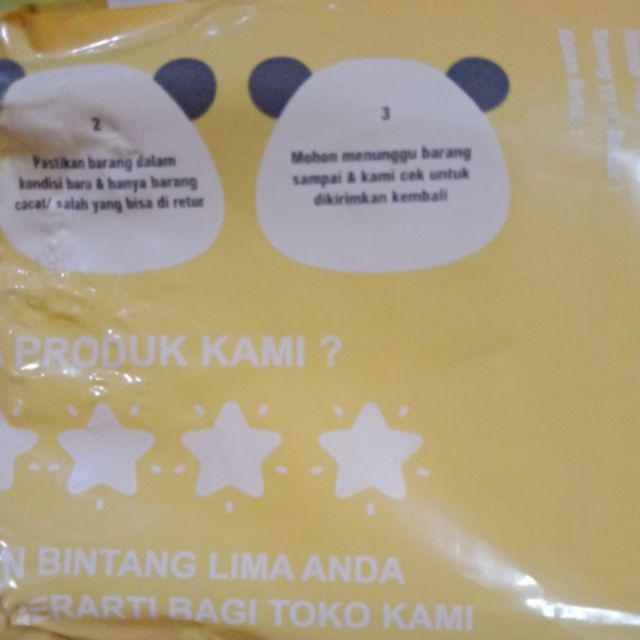 2
Pastikan barang dalam
kondisi baru & hanya barang
cacat/ salah yang bisa di retur
3
Mohon menunggu barang
sampai & kami cek untuk
dikirimkan kembali
PRODUK KAMI ?
BINTANG LIMA ANDA
BAGI TOKO KAMI